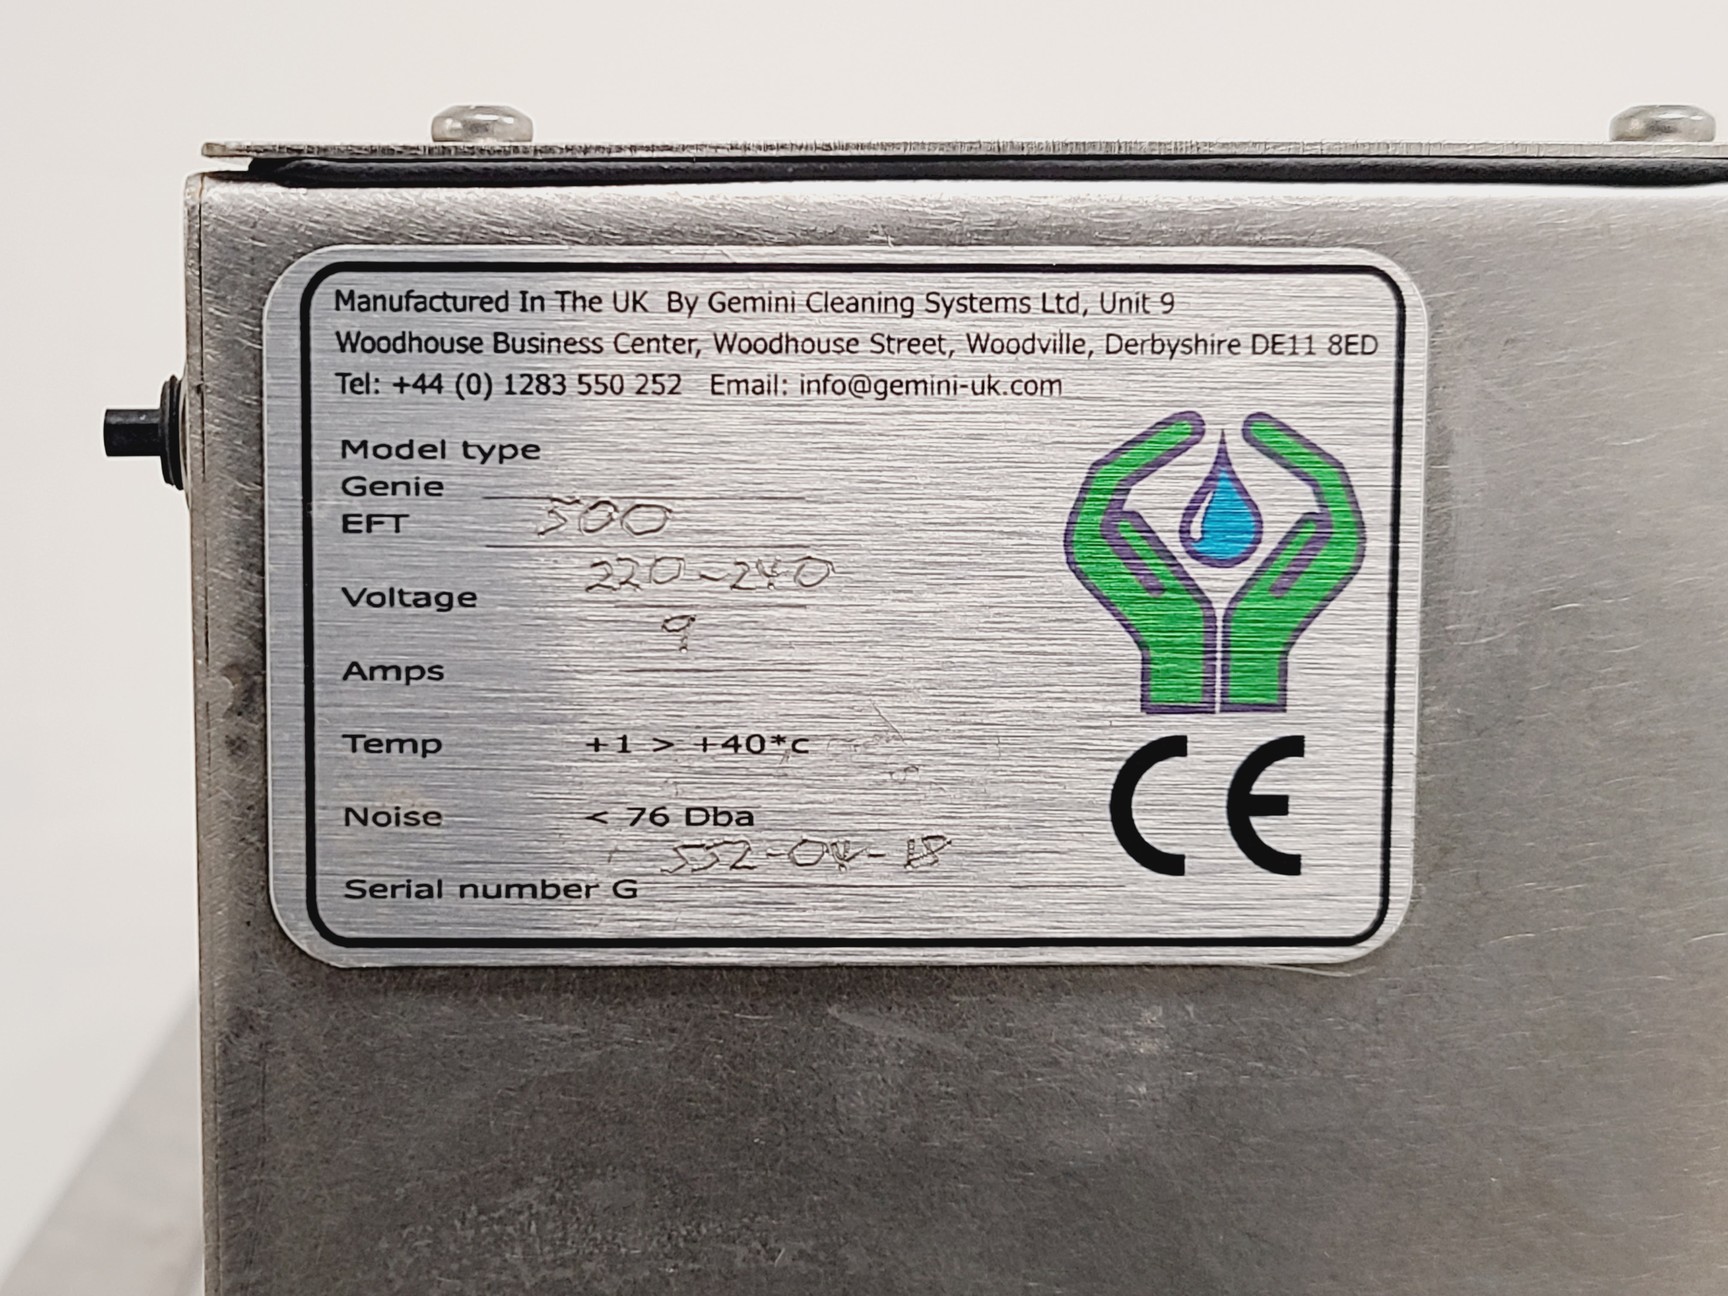 Manufactured In The UK By Gemini Cleaning Systems Ltd, Unit 9
Woodhouse Business Center, Woodhouse Street, Woodville, Derbyshire DE11 8ED
Tel: +44 (0) 1283 550 252 Email: info@gemini-uk.com
Model type
Genie
EFT 500
Voltage 220-240
Amps 9
Temp +1 > +40*c
Noise < 76 Dba
Serial number G 552-04-18
CE